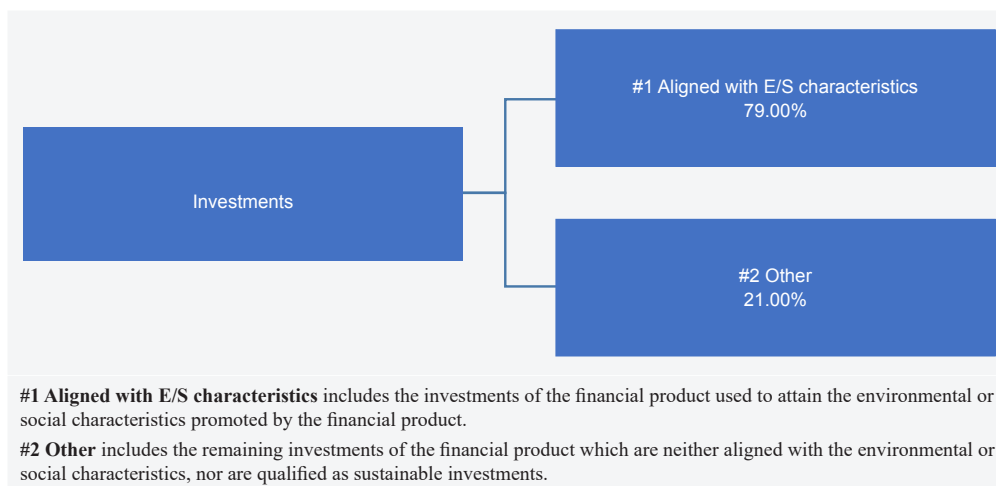 #1 Aligned with E/S characteristics
79.00%
Investments
#2 Other
21.00%
#1 Aligned with E/S characteristics includes the investments of the financial product used to attain the environmental or
social characteristics promoted by the financial product.
#2 Other includes the remaining investments of the financial product which are neither aligned with the environmental or
social characteristics, nor are qualified as sustainable investments.